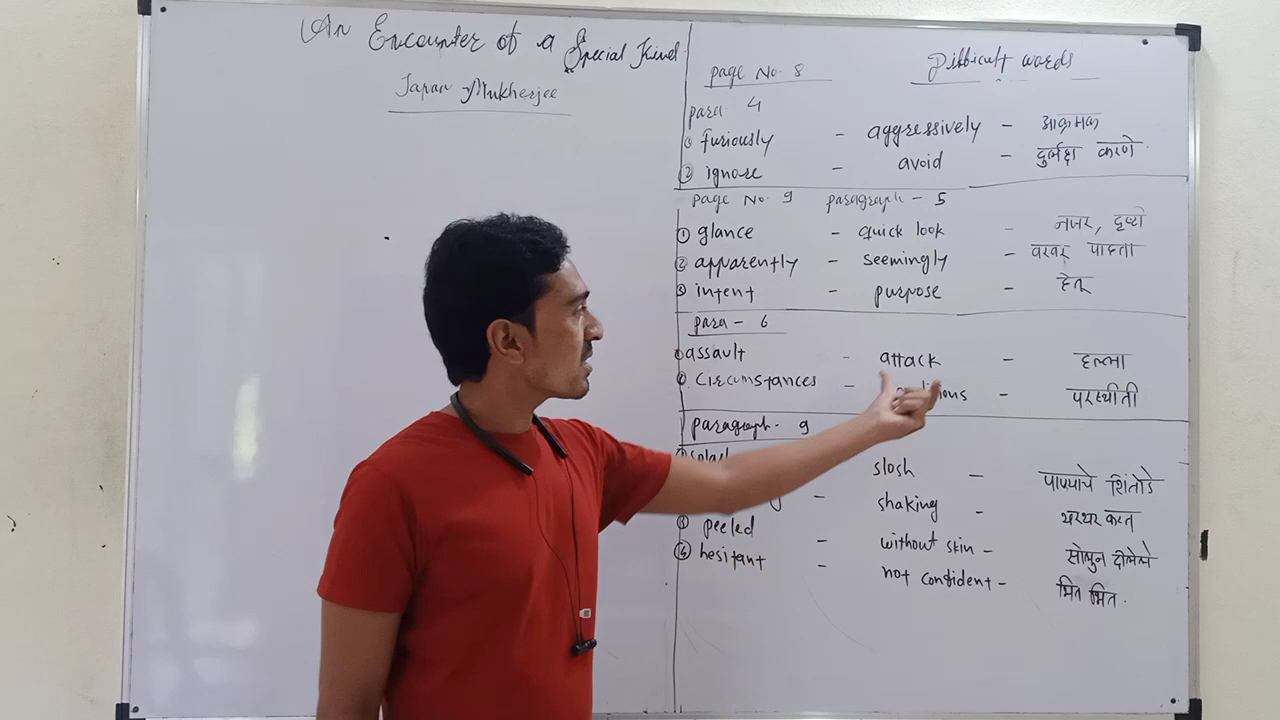 An Encounter of a Special Kind
Japan Mukherjee
Page No. 8 Difficult words
para 4
① furiously - aggressively - आक्रमक
② ignore - avoid - दुर्लक्ष करणे
page No. 9 paragraph - 5
① glance - quick look - नजर, दृष्टी
② apparently - seemingly - वरवर पाहता
③ intent - purpose - हेतू
para - 6
① assault - attack - हल्ला
② circumstances - - परस्थीती
paragraph - 9
① slosh - पाण्याचे शिंतोडे
- shaking - थरथर करत
③ peeled - without skin - सोलुन दीलेले
④ hesitant - not confident - भित भित.